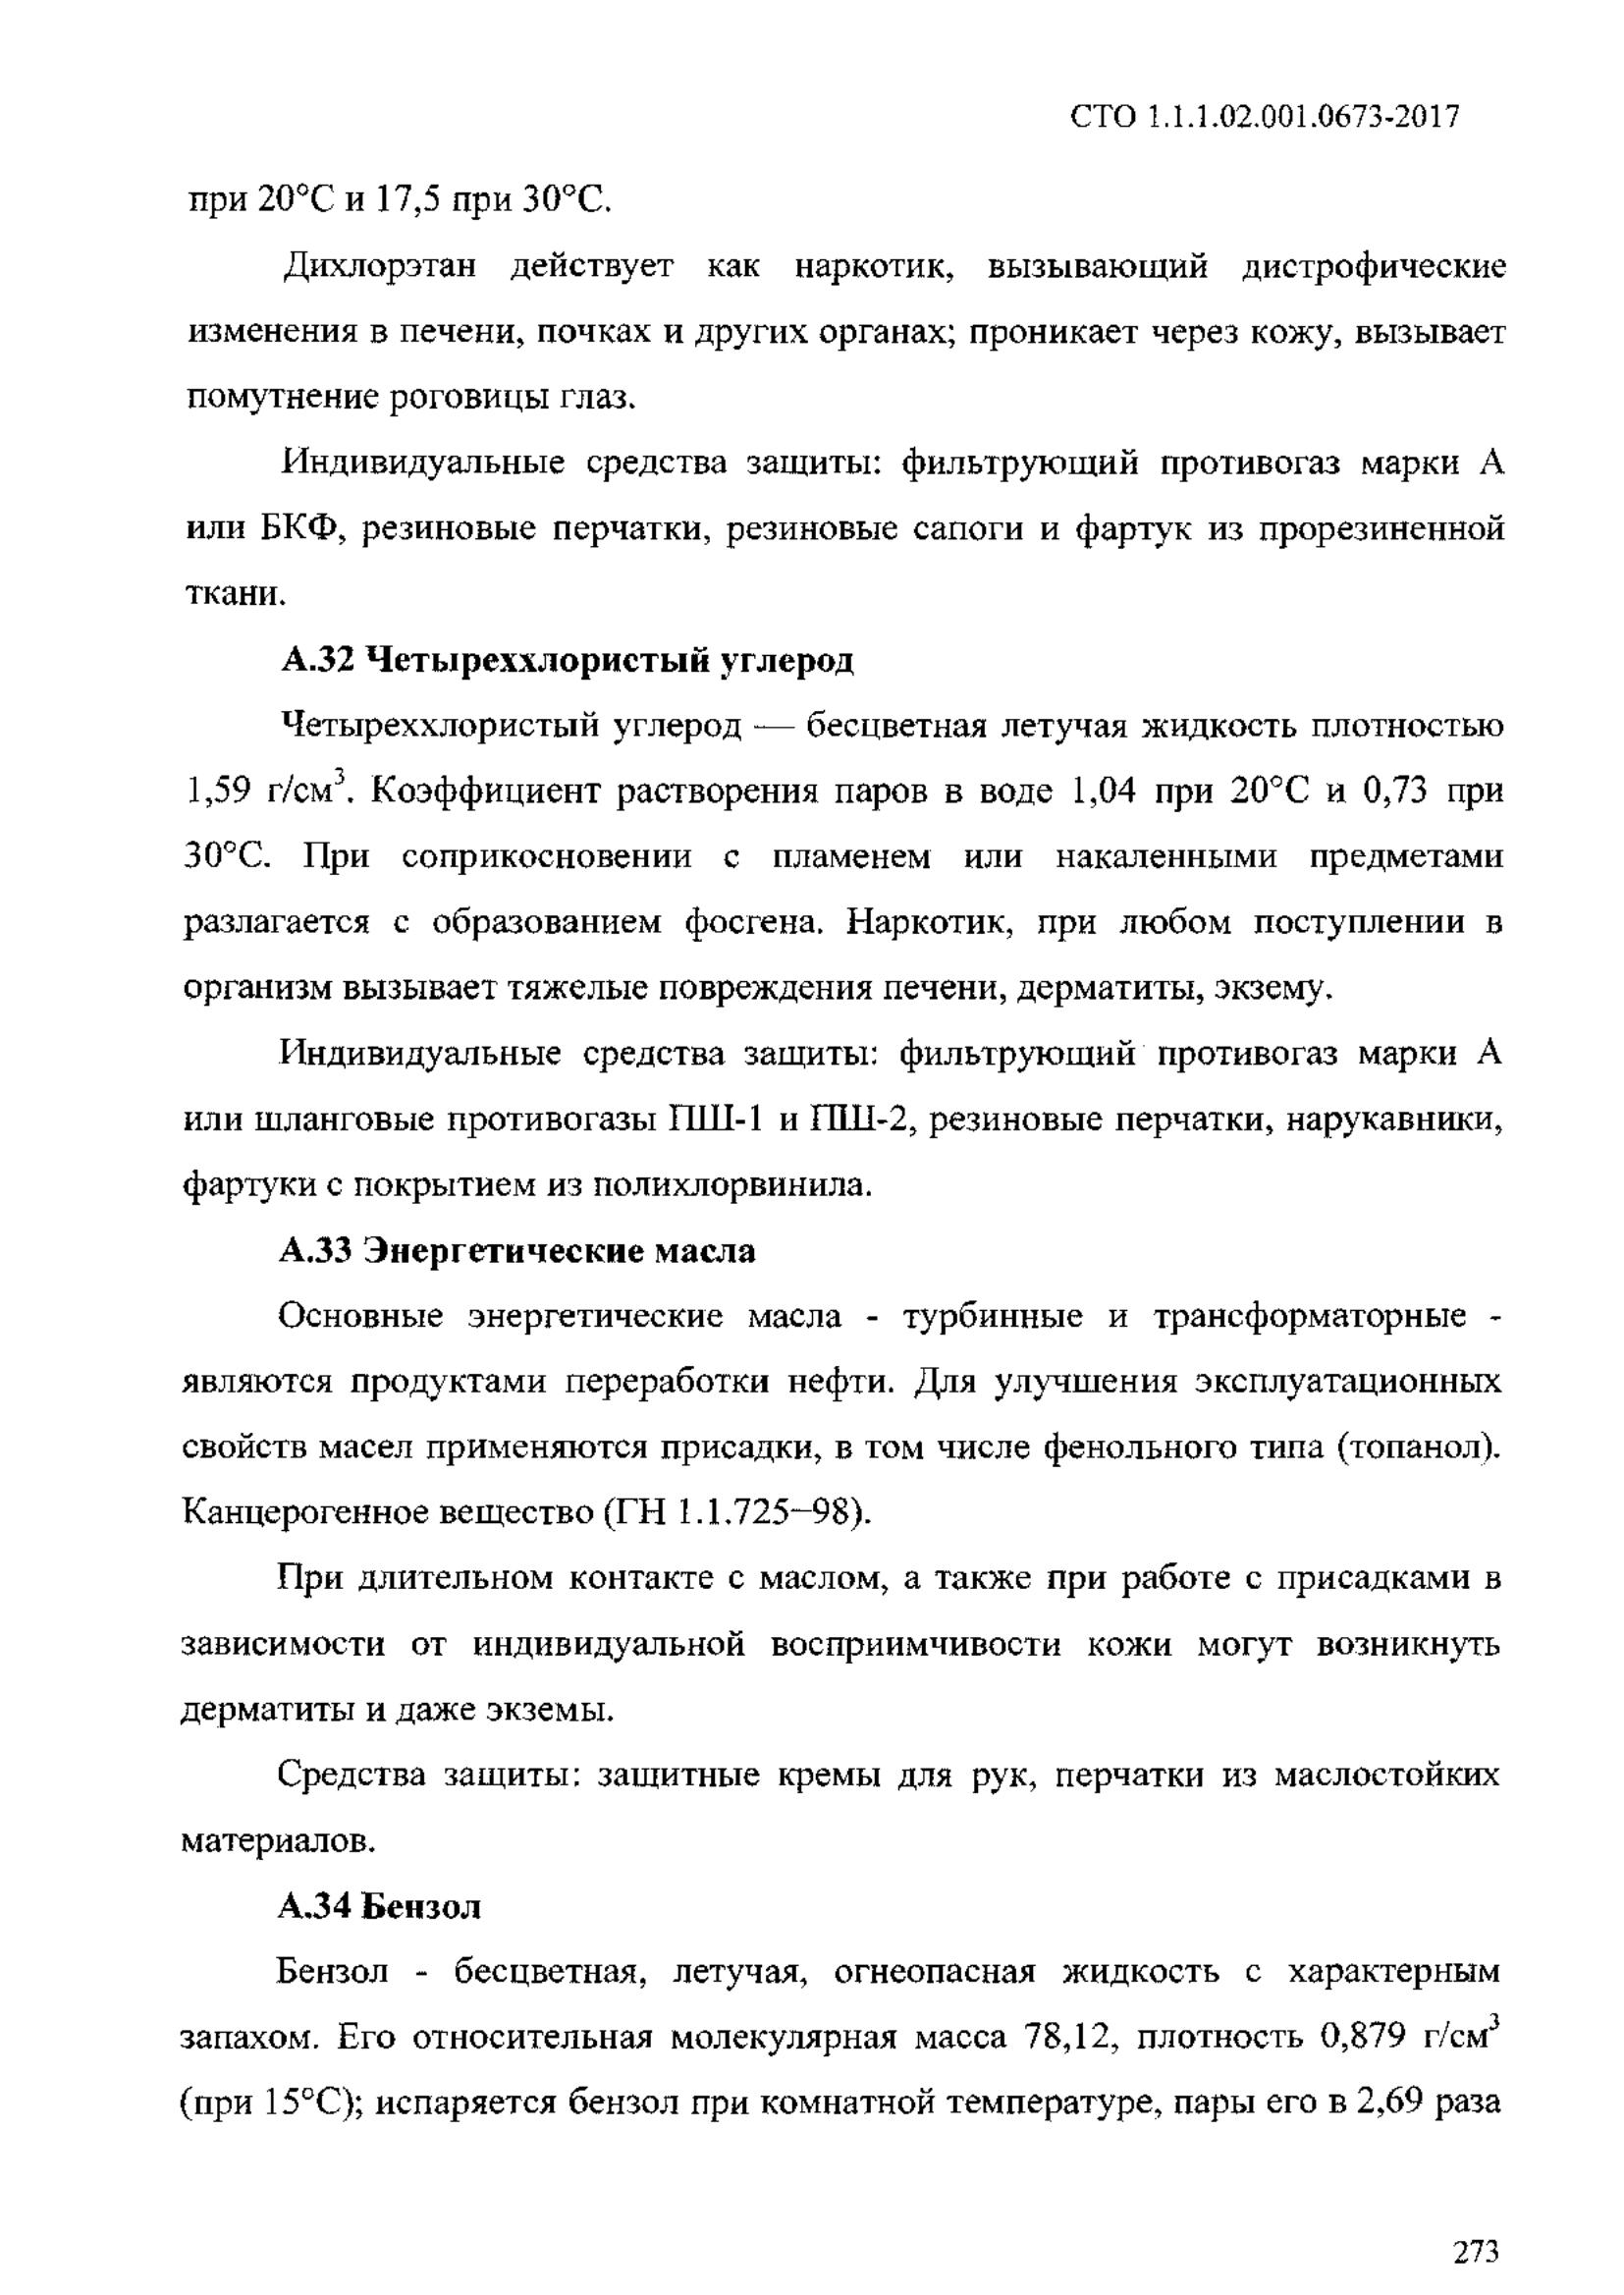 СТО 1.1.1.02.001.0673-2017
при 20°С и 17,5 при 30°С.
Дихлорэтан действует как наркотик, вызывающий дистрофические
изменения в печени, почках и других органах; проникает через кожу, вызывает
помутнение роговицы глаз.
Индивидуальные средства защиты: фильтрующий противогаз марки А
или БКФ, резиновые перчатки, резиновые сапоги и фартук из прорезиненной
ткани.
А.32 Четыреххлористый углерод
Четыреххлористый углерод — бесцветная летучая жидкость плотностью
1,59 г/см³. Коэффициент растворения паров в воде 1,04 при 20°С и 0,73 при
30°С. При соприкосновении с пламенем или накаленными предметами
разлагается с образованием фосгена. Наркотик, при любом поступлении в
организм вызывает тяжелые повреждения печени, дерматиты, экзему.
Индивидуальные средства защиты: фильтрующий противогаз марки А
или шланговые противогазы ПШ-1 и ПШ-2, резиновые перчатки, нарукавники,
фартуки с покрытием из полихлорвинила.
А.33 Энергетические масла
Основные энергетические масла - турбинные и трансформаторные -
являются продуктами переработки нефти. Для улучшения эксплуатационных
свойств масел применяются присадки, в том числе фенольного типа (топанол).
Канцерогенное вещество (ГН 1.1.725–98).
При длительном контакте с маслом, а также при работе с присадками в
зависимости от индивидуальной восприимчивости кожи могут возникнуть
дерматиты и даже экземы.
Средства защиты: защитные кремы для рук, перчатки из маслостойких
материалов.
А.34 Бензол
Бензол - бесцветная, летучая, огнеопасная жидкость с характерным
запахом. Его относительная молекулярная масса 78,12, плотность 0,879 г/см³
(при 15°С); испаряется бензол при комнатной температуре, пары его в 2,69 раза
273